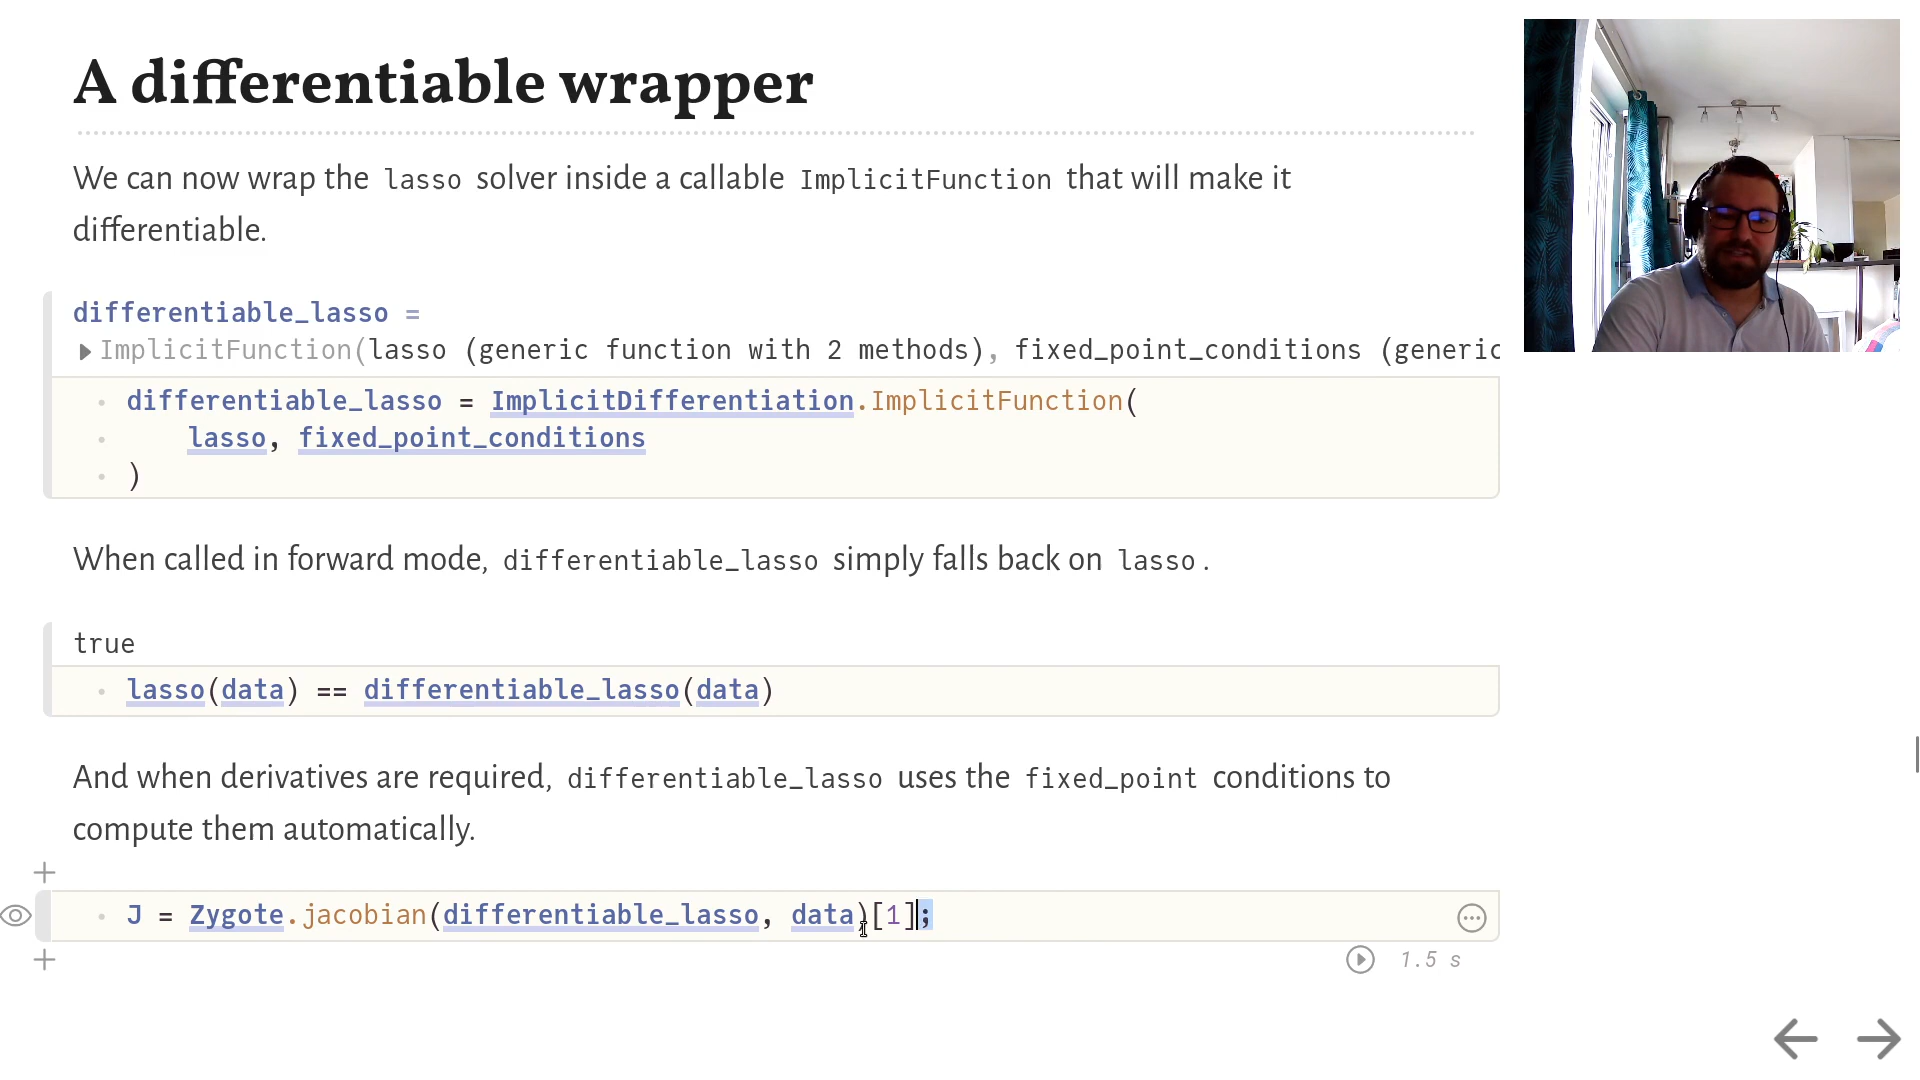 A differentiable wrapper
We can now wrap the lasso solver inside a callable ImplicitFunction that will make it
differentiable.
differentiable_lasso =
ImplicitFunction(lasso (generic function with 2 methods), fixed_point_conditions (generic
differentiable_lasso = ImplicitDifferentiation.ImplicitFunction(
lasso, fixed_point_conditions
)
When called in forward mode, differentiable_lasso simply falls back on lasso.
true
lasso(data) == differentiable_lasso(data)
And when derivatives are required, differentiable_lasso uses the fixed_point conditions to
compute them automatically.
J = Zygote.jacobian(differentiable_lasso, data)[1];
1.5 s